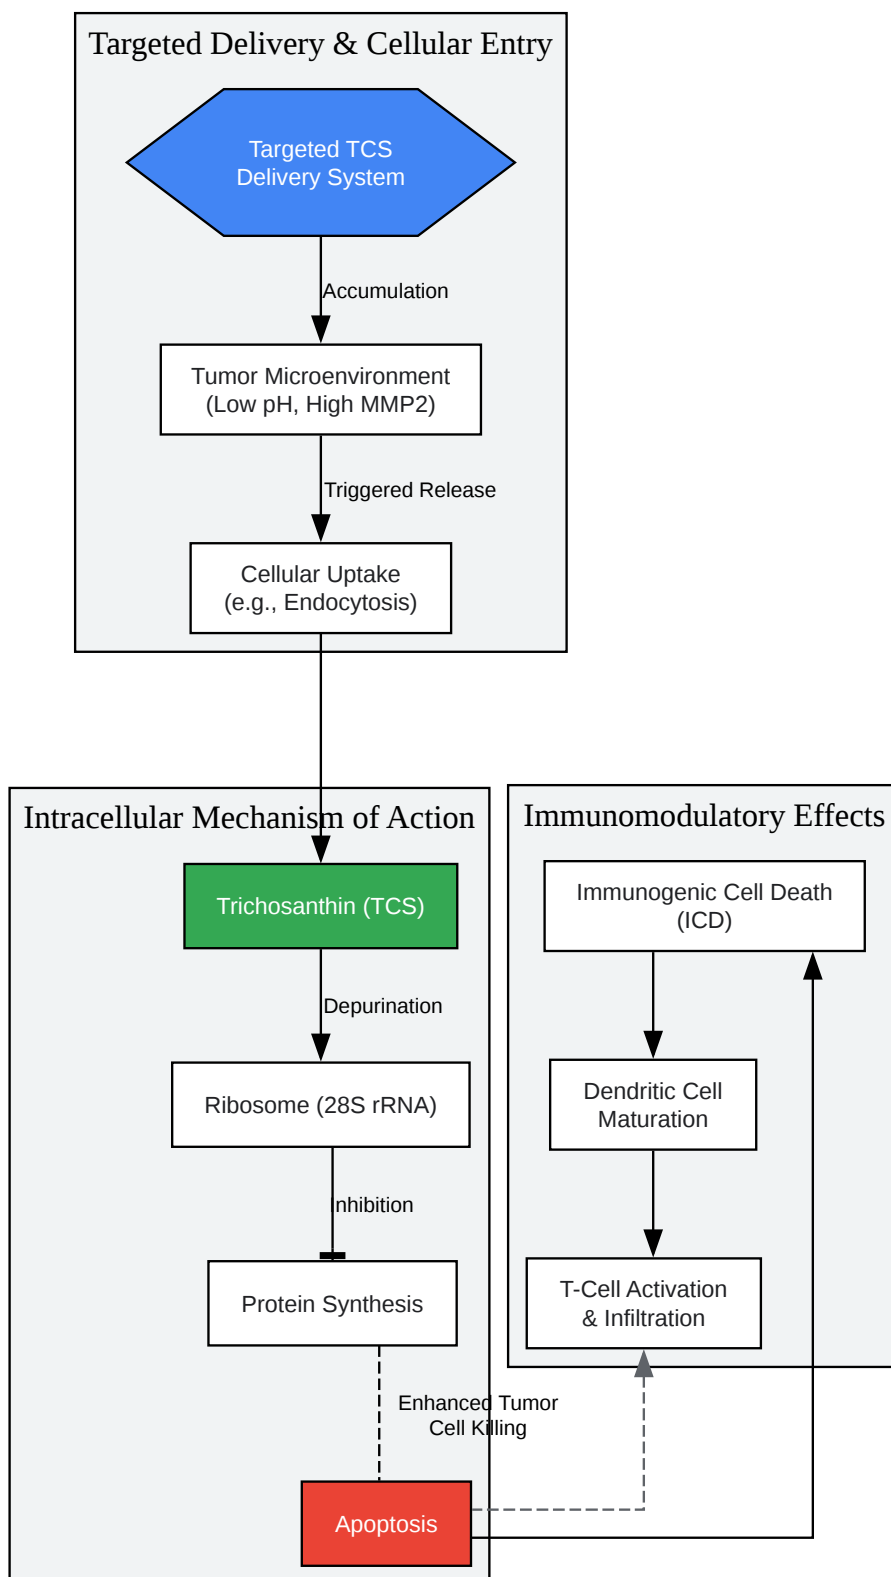 Targeted Delivery & Cellular Entry
Targeted TCS
Delivery System
Accumulation
Tumor Microenvironment
(Low pH, High MMP2)
Triggered Release
Cellular Uptake
(e.g., Endocytosis)
Intracellular Mechanism of Action
Trichosanthin (TCS)
Depurination
Ribosome (28S rRNA)
Inhibition
Protein Synthesis
Enhanced Tumor
Cell Killing
Apoptosis
Immunomodulatory Effects
Immunogenic Cell Death
(ICD)
Dendritic Cell
Maturation
T-Cell Activation
& Infiltration